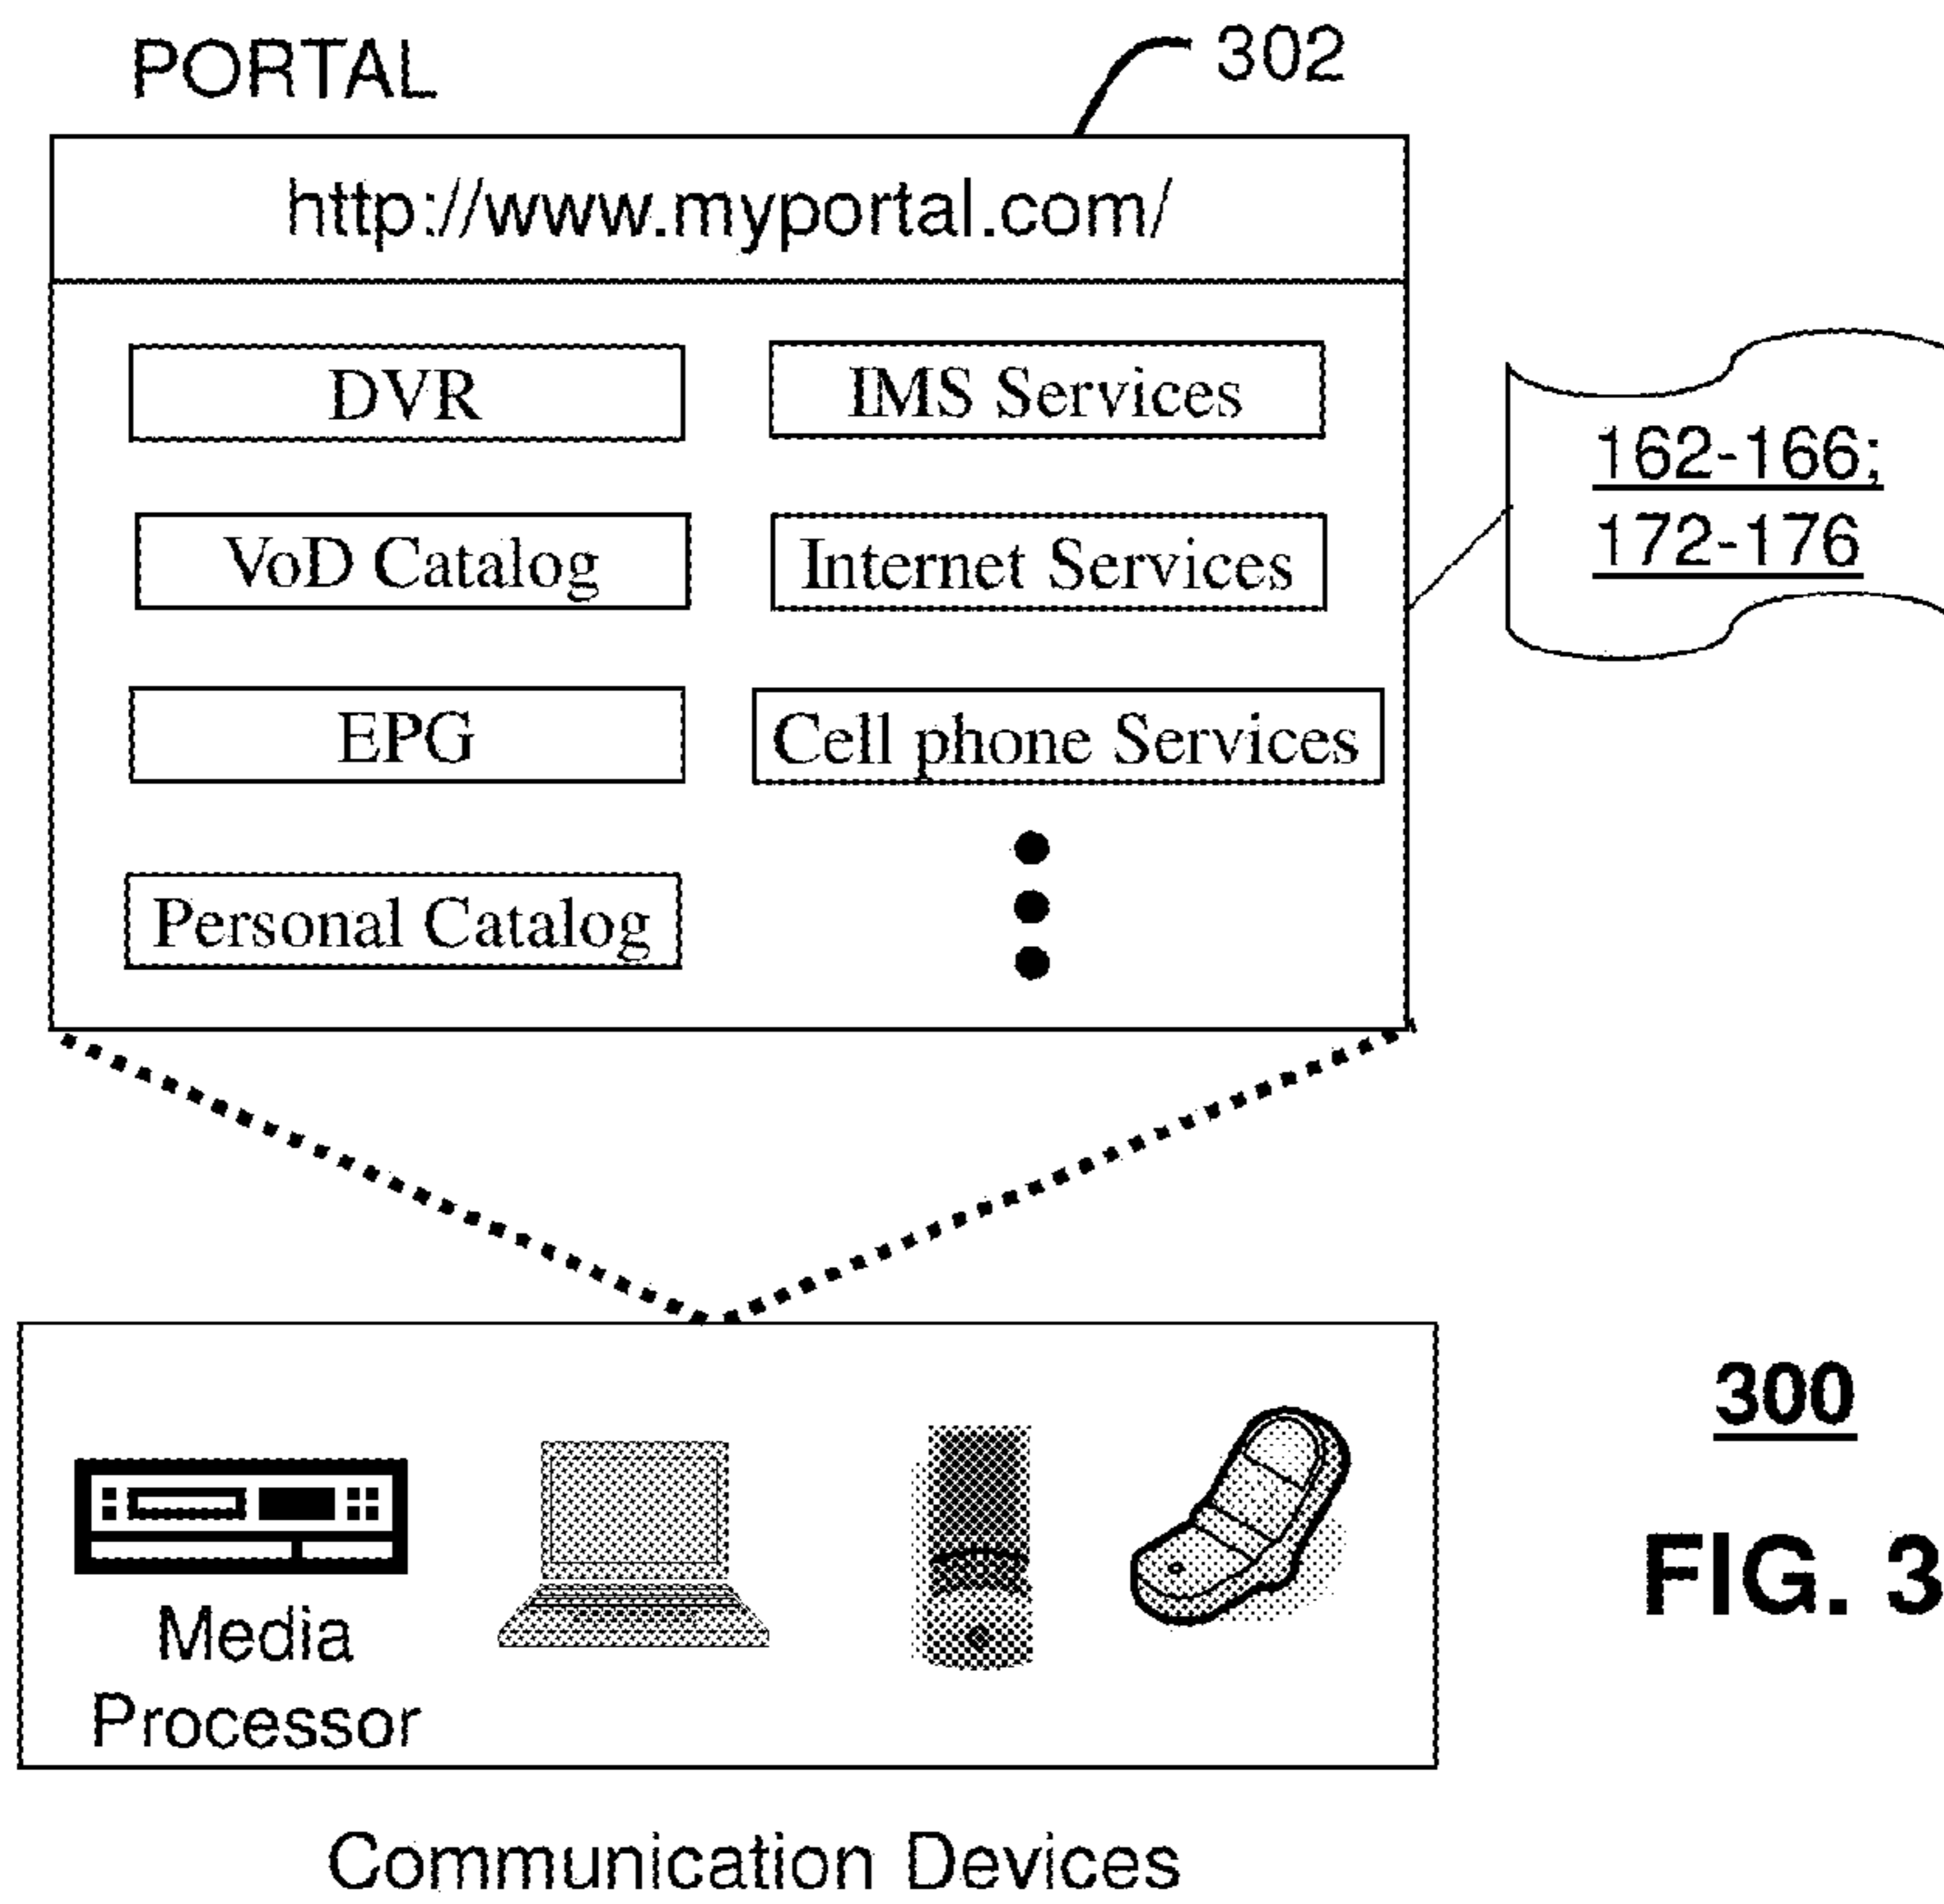 PORTAL
302
http://www.myportal.com/
DVR
IMS Services
VoD Catalog
Internet Services
EPG
Cell phone Services
Personal Catalog
162-166;
172-176
Media
Processor
Communication Devices
300
FIG. 3